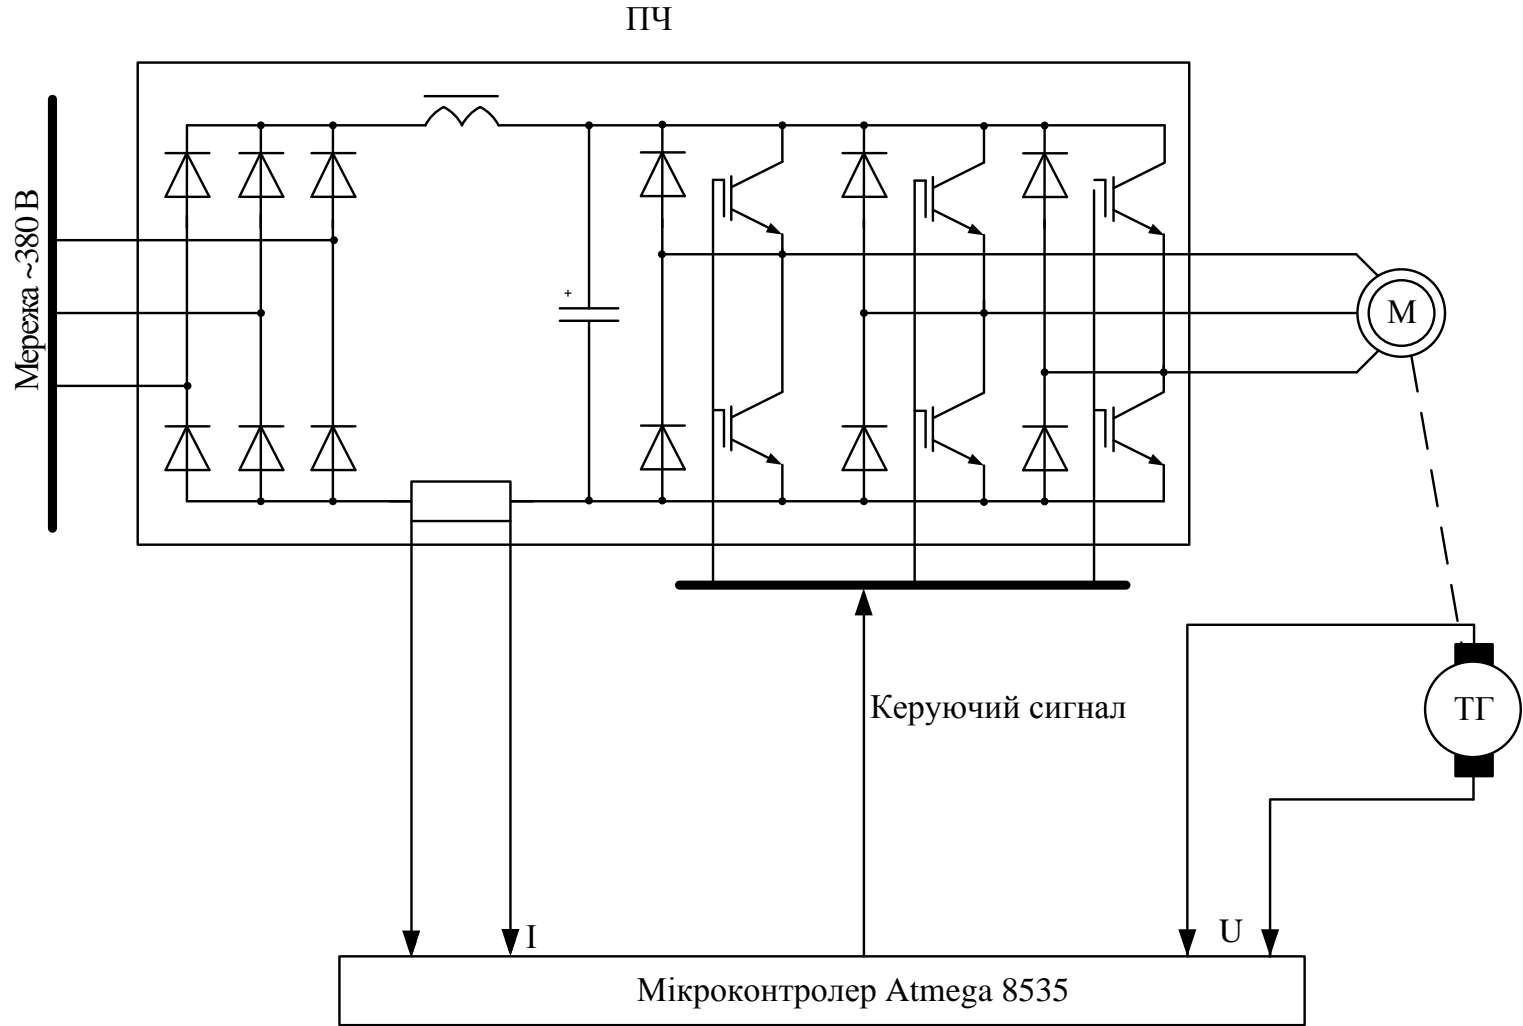 ПЧ
Мережа ~380 В
+
М
Керуючий сигнал
ТГ
I
U
Мікроконтролер Atmega 8535